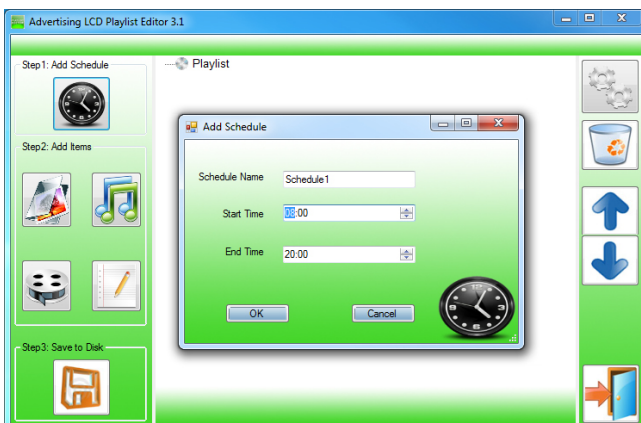 Advertising LCD Playlist Editor 3.1
Step1: Add Schedule
Playlist
Add Schedule
Step2: Add Items
Schedule Name
Schedule1
Start Time
08:00
End Time
20:00
OK
Cancel
Step3: Save to Disk